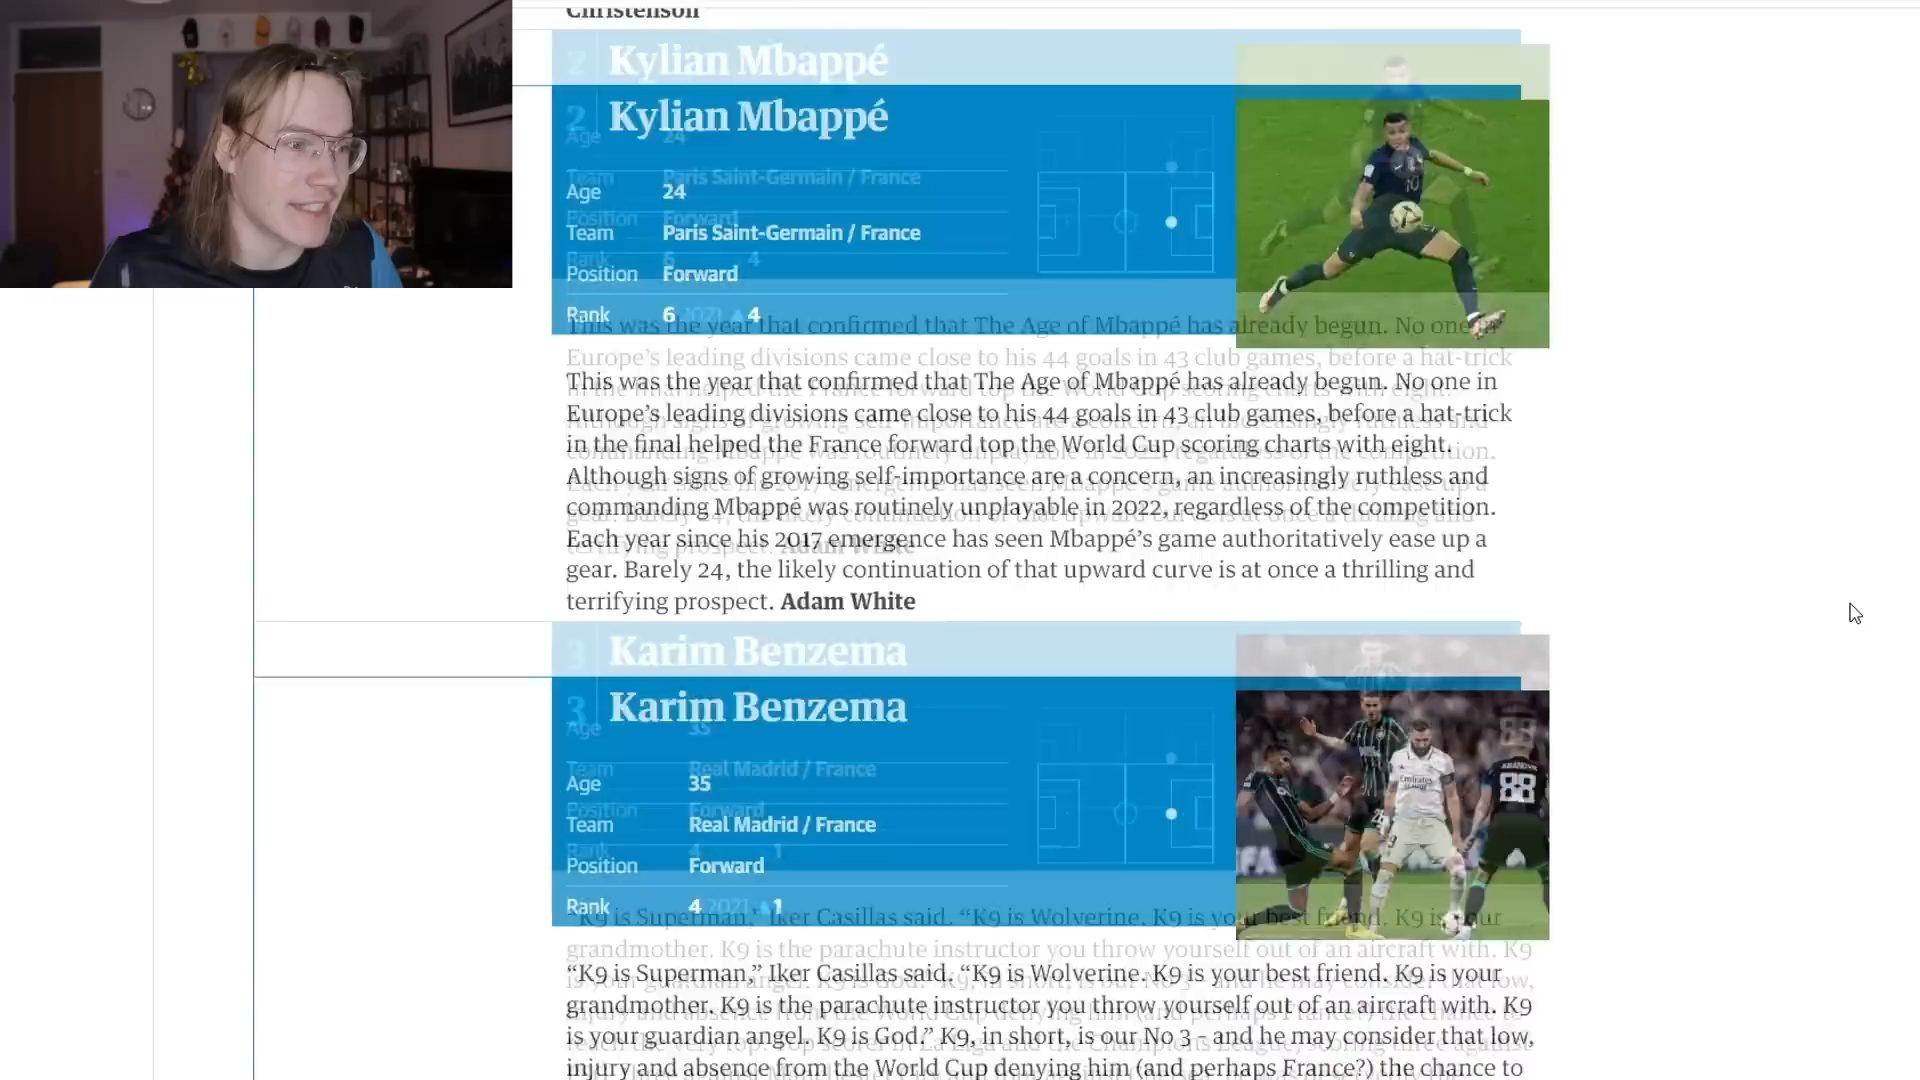 Christenson
2 Kylian Mbappé
2 Kylian Mbappé
Age 24
Team Paris Saint-Germain / France
Position Forward
Rank 6 2021 ▲4
This was the year that confirmed that The Age of Mbappé has already begun. No one in
Europe’s leading divisions came close to his 44 goals in 43 club games, before a hat-trick
in the final helped the France forward top the World Cup scoring charts with eight.
Although signs of growing self-importance are a concern, an increasingly ruthless and
commanding Mbappé was routinely unplayable in 2022, regardless of the competition.
Each year since his 2017 emergence has seen Mbappé’s game authoritatively ease up a
gear. Barely 24, the likely continuation of that upward curve is at once a thrilling and
terrifying prospect. Adam White
3 Karim Benzema
3 Karim Benzema
Age 35
Team Real Madrid / France
Position Forward
Rank 4 2021 ▲1
“K9 is Superman,” Iker Casillas said. “K9 is Wolverine. K9 is your best friend. K9 is your
grandmother. K9 is the parachute instructor you throw yourself out of an aircraft with. K9
is your guardian angel. K9 is God.” K9, in short, is our No 3 - and he may consider that low,
injury and absence from the World Cup denying him (and perhaps France?) the chance to